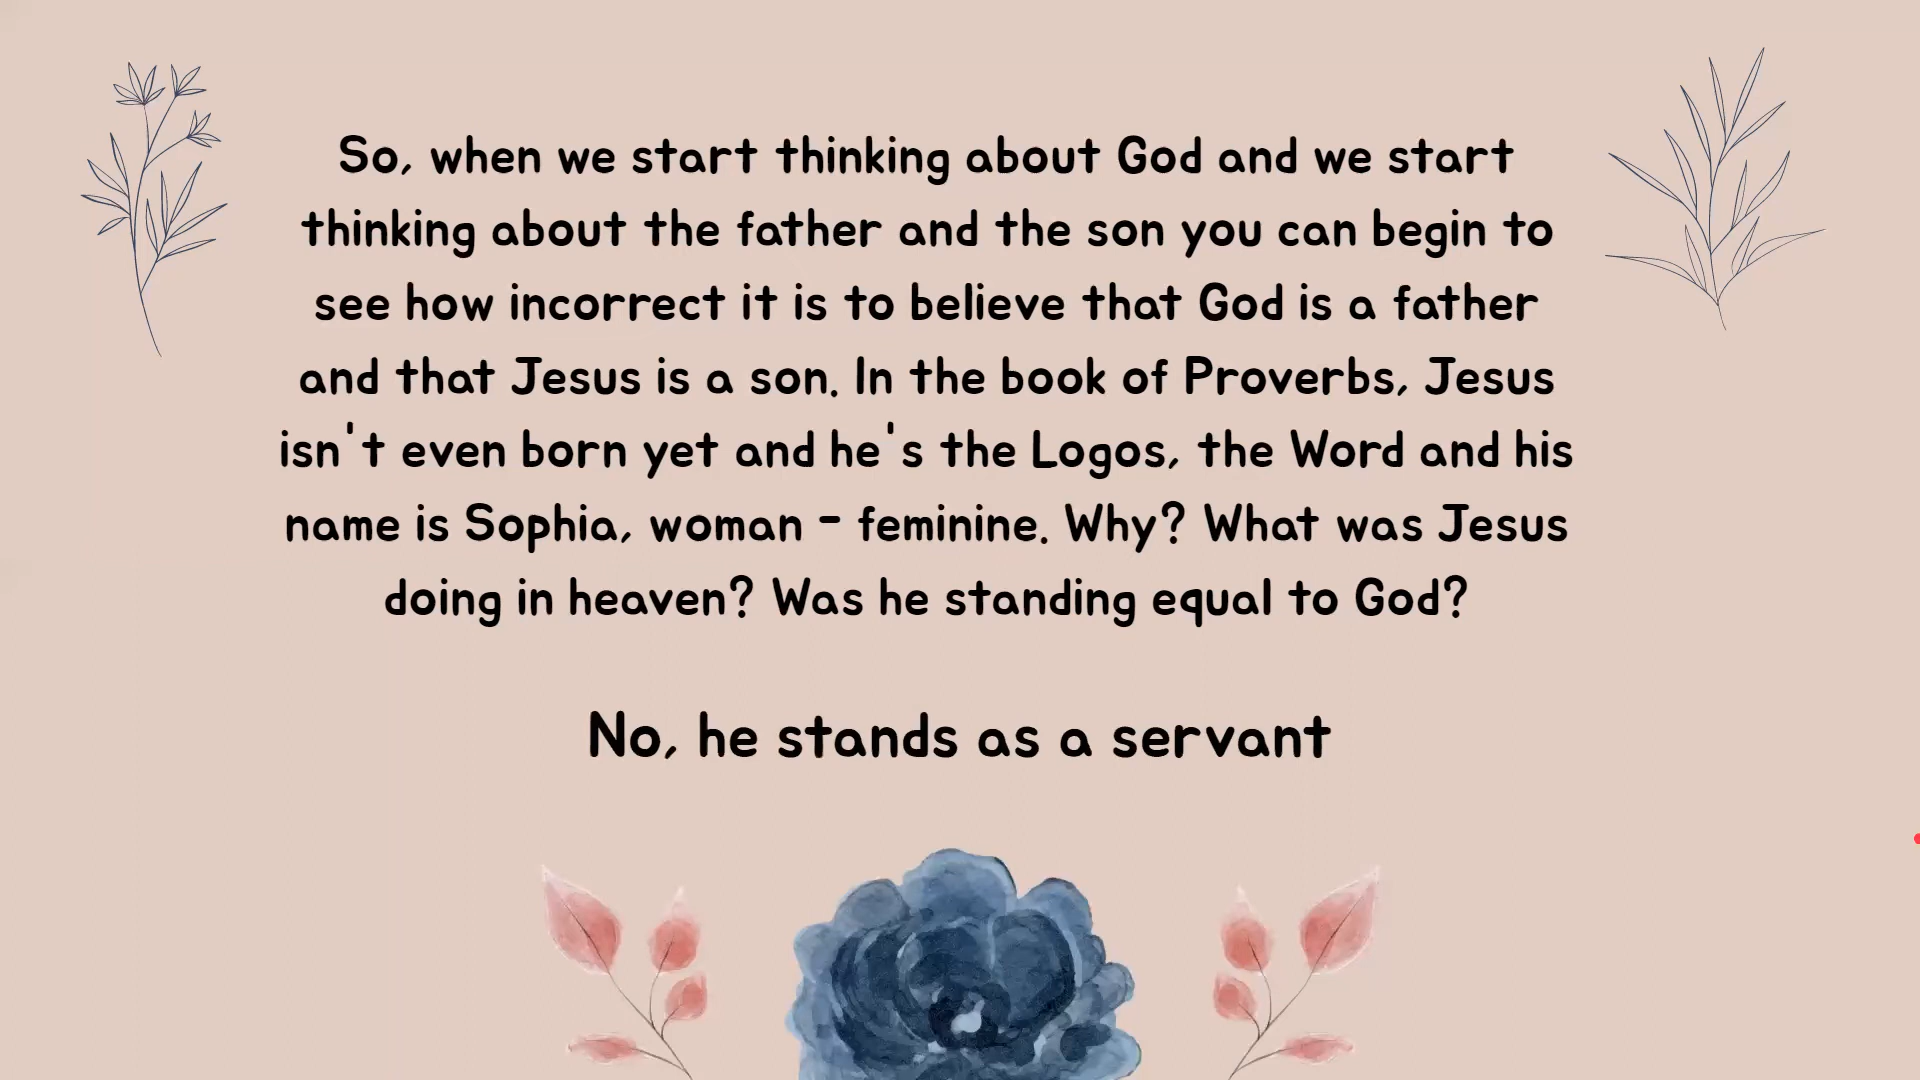 So, when we start thinking about God and we start
thinking about the father and the son you can begin to
see how incorrect it is to believe that God is a father
and that Jesus is a son. In the book of Proverbs, Jesus
isn't even born yet and he's the Logos, the Word and his
name is Sophia, woman - feminine. Why? What was Jesus
doing in heaven? Was he standing equal to God?
No, he stands as a servant